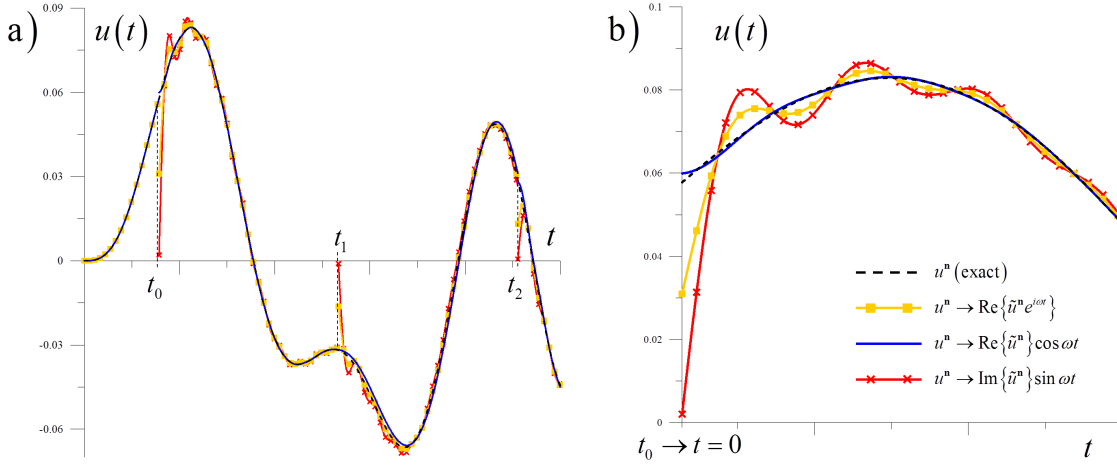 a)
u(t)
0.09
0.06
0.03
0
-0.03
-0.06
t₀
t₁
t₂
t
b)
u(t)
0.1
0.08
0.06
0.04
0.02
0
uⁿ (exact)
uⁿ → Re{ũⁿe^{iωt}}
uⁿ → Re{ũⁿ}cos ωt
uⁿ → Im{ũⁿ}sin ωt
t₀ → t = 0
t